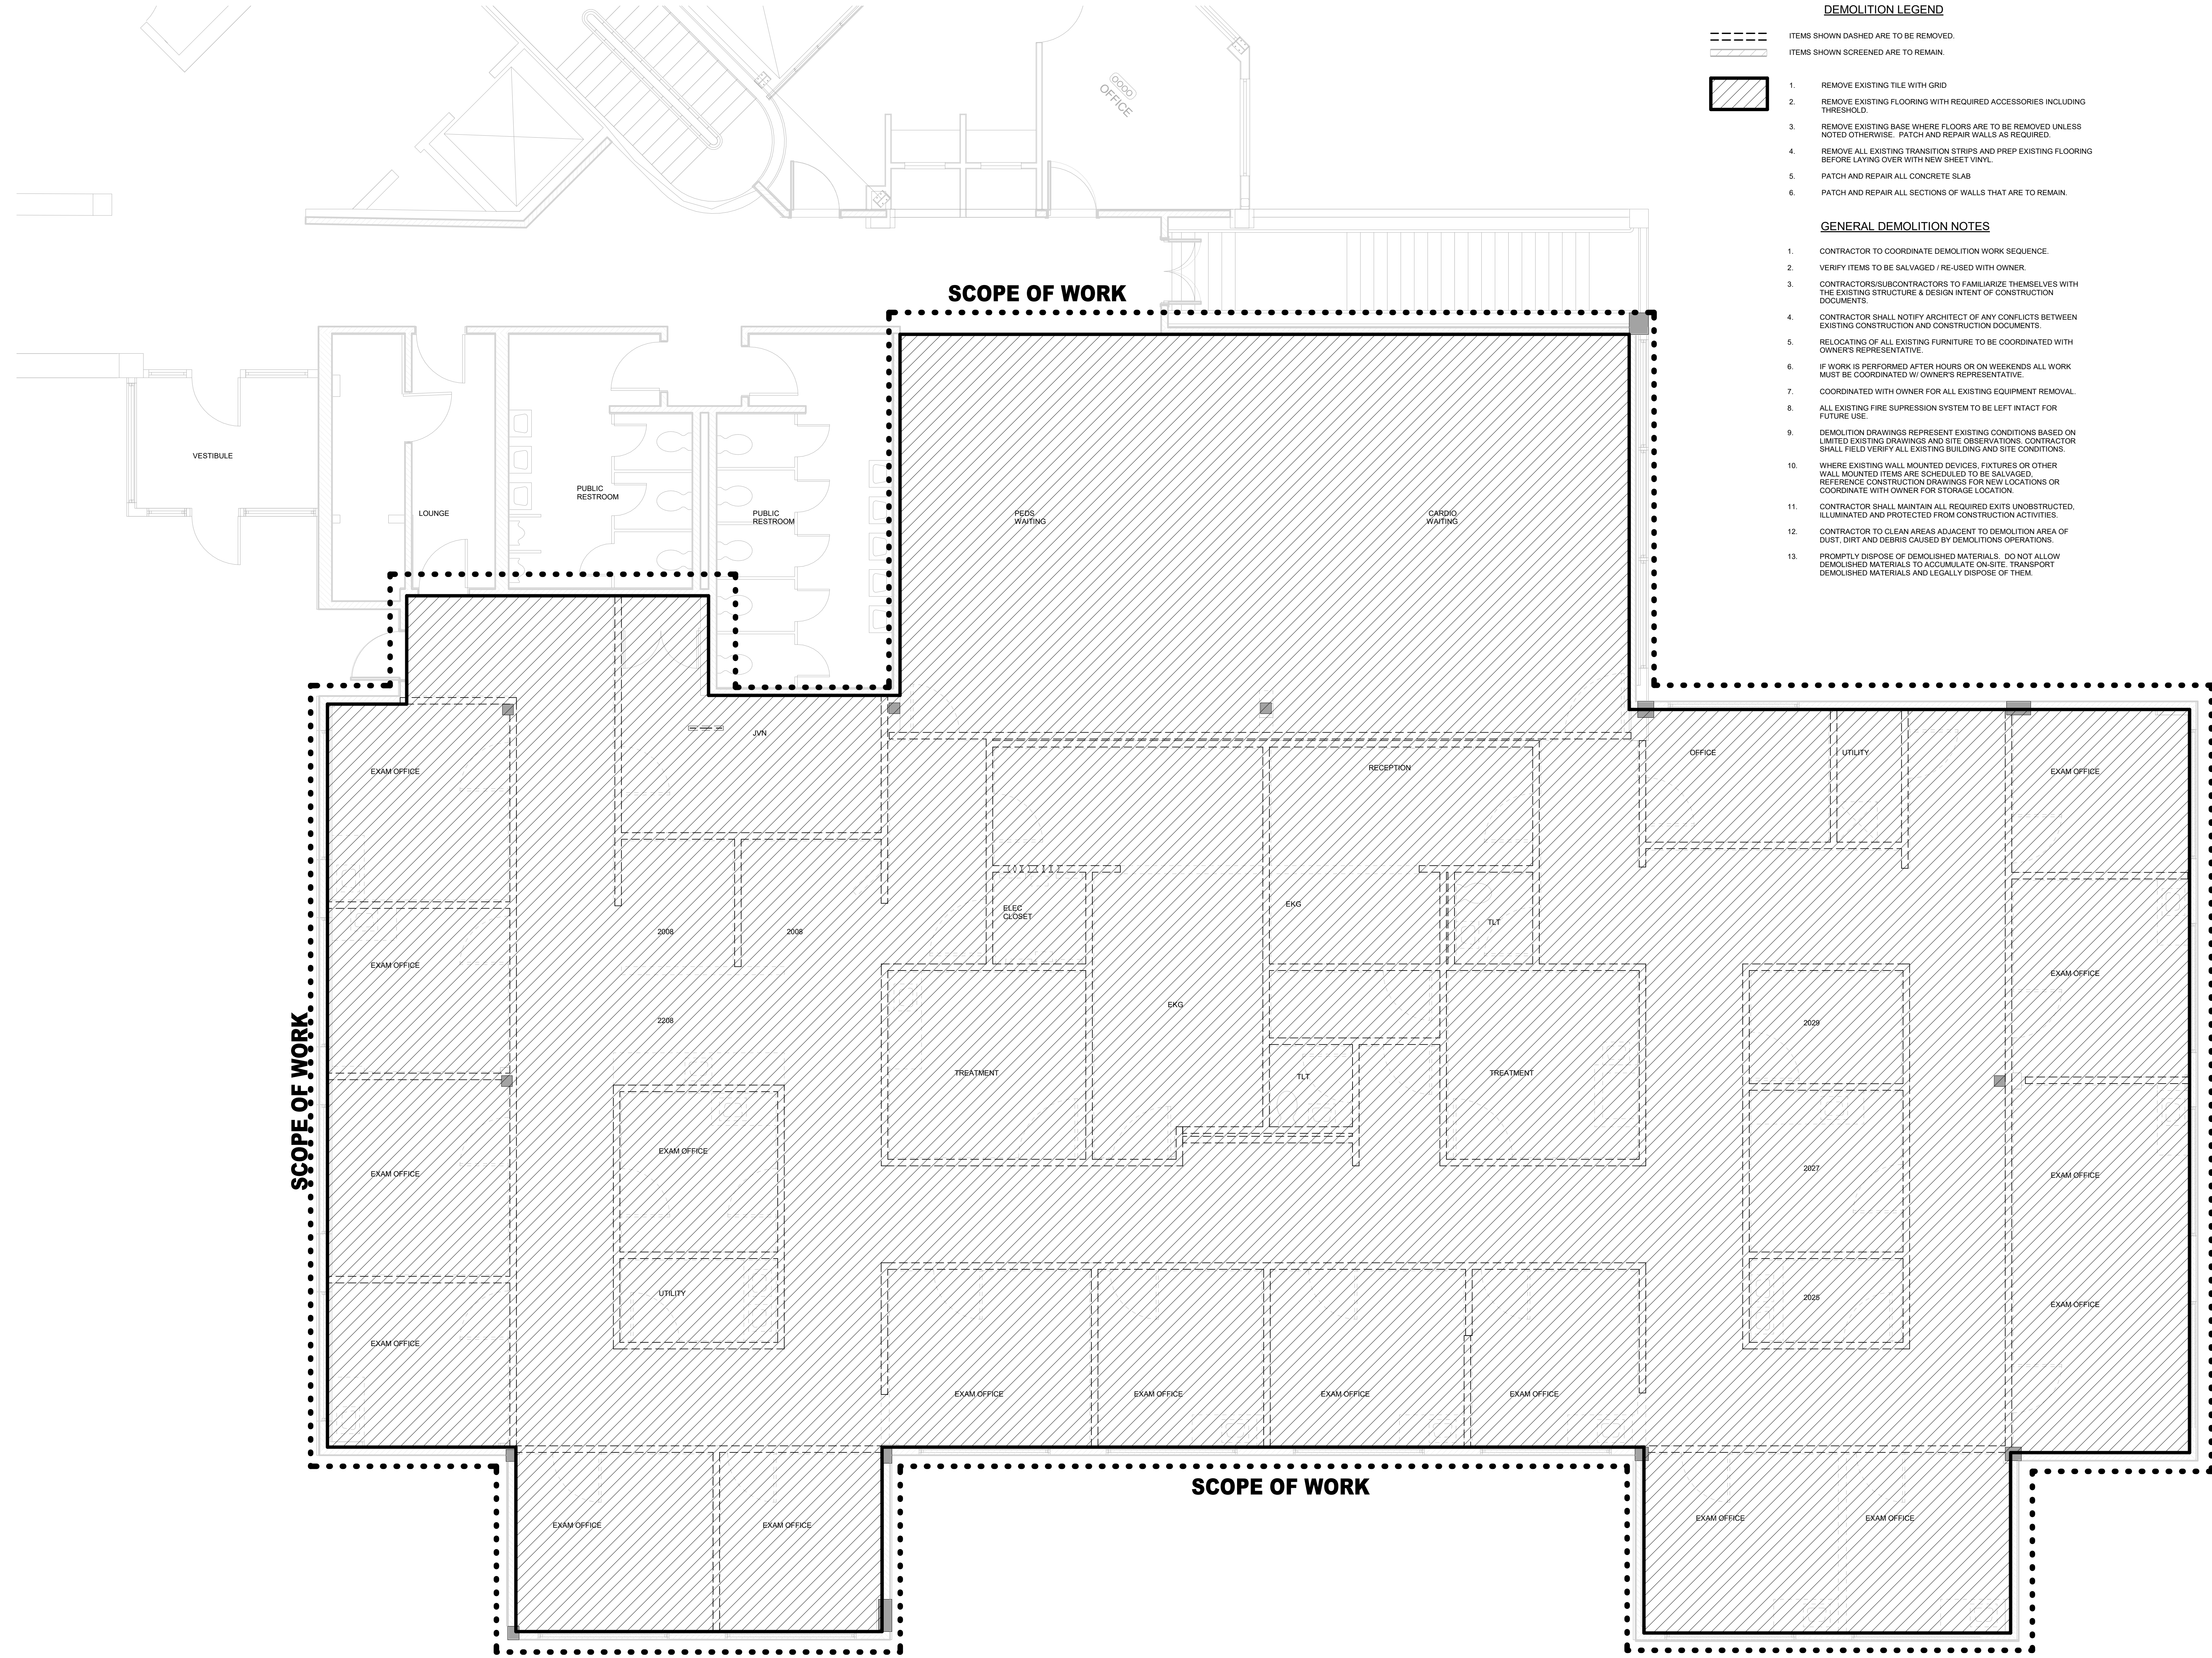 DEMOLITION LEGEND
ITEMS SHOWN DASHED ARE TO BE REMOVED.
ITEMS SHOWN SCREENED ARE TO REMAIN.
1. REMOVE EXISTING TILE WITH GRID
2. REMOVE EXISTING FLOORING WITH REQUIRED ACCESSORIES INCLUDING
THRESHOLD.
3. REMOVE EXISTING BASE WHERE FLOORS ARE TO BE REMOVED UNLESS
NOTED OTHERWISE. PATCH AND REPAIR WALLS AS REQUIRED.
4. REMOVE ALL EXISTING TRANSITION STRIPS AND PREP EXISTING FLOORING
BEFORE LAYING OVER WITH NEW SHEET VINYL.
5. PATCH AND REPAIR ALL CONCRETE SLAB
6. PATCH AND REPAIR ALL SECTIONS OF WALLS THAT ARE TO REMAIN.
GENERAL DEMOLITION NOTES
1. CONTRACTOR TO COORDINATE DEMOLITION WORK SEQUENCE.
2. VERIFY ITEMS TO BE SALVAGED / RE-USED WITH OWNER.
3. CONTRACTORS/SUBCONTRACTORS TO FAMILIARIZE THEMSELVES WITH
THE EXISTING STRUCTURE & DESIGN INTENT OF CONSTRUCTION
DOCUMENTS.
4. CONTRACTOR SHALL NOTIFY ARCHITECT OF ANY CONFLICTS BETWEEN
EXISTING CONSTRUCTION AND CONSTRUCTION DOCUMENTS.
5. RELOCATING OF ALL EXISTING FURNITURE TO BE COORDINATED WITH
OWNER'S REPRESENTATIVE.
6. IF WORK IS PERFORMED AFTER HOURS OR ON WEEKENDS ALL WORK
MUST BE COORDINATED W/ OWNER'S REPRESENTATIVE.
7. COORDINATED WITH OWNER FOR ALL EXISTING EQUIPMENT REMOVAL.
8. ALL EXISTING FIRE SUPRESSION SYSTEM TO BE LEFT INTACT FOR
FUTURE USE.
9. DEMOLITION DRAWINGS REPRESENT EXISTING CONDITIONS BASED ON
LIMITED EXISTING DRAWINGS AND SITE OBSERVATIONS. CONTRACTOR
SHALL FIELD VERIFY ALL EXISTING BUILDING AND SITE CONDITIONS.
10. WHERE EXISTING WALL MOUNTED DEVICES, FIXTURES OR OTHER
WALL MOUNTED ITEMS ARE SCHEDULED TO BE SALVAGED,
REFERENCE CONSTRUCTION DRAWINGS FOR NEW LOCATIONS OR
COORDINATE WITH OWNER FOR STORAGE LOCATION.
11. CONTRACTOR SHALL MAINTAIN ALL REQUIRED EXITS UNOBSTRUCTED,
ILLUMINATED AND PROTECTED FROM CONSTRUCTION ACTIVITIES.
12. CONTRACTOR TO CLEAN AREAS ADJACENT TO DEMOLITION AREA OF
DUST, DIRT AND DEBRIS CAUSED BY DEMOLITIONS OPERATIONS.
13. PROMPTLY DISPOSE OF DEMOLISHED MATERIALS. DO NOT ALLOW
DEMOLISHED MATERIALS TO ACCUMULATE ON-SITE. TRANSPORT
DEMOLISHED MATERIALS AND LEGALLY DISPOSE OF THEM.
OFFICE
SCOPE OF WORK
VESTIBULE
LOUNGE
PUBLIC
RESTROOM
PUBLIC
RESTROOM
PEDS
WAITING
CARDIO
WAITING
JVN
OFFICE
UTILITY
EXAM OFFICE
RECEPTION
EXAM OFFICE
ELEC
CLOSET
EKG
TLT
2008
2008
EXAM OFFICE
EXAM OFFICE
EKG
2208
2029
SCOPE OF WORK
TREATMENT
TLT
TREATMENT
EXAM OFFICE
2027
EXAM OFFICE
EXAM OFFICE
UTILITY
2025
EXAM OFFICE
EXAM OFFICE
EXAM OFFICE
EXAM OFFICE
EXAM OFFICE
EXAM OFFICE
SCOPE OF WORK
EXAM OFFICE
EXAM OFFICE
EXAM OFFICE
EXAM OFFICE